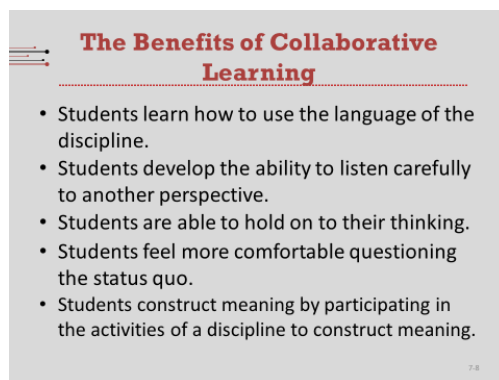 The Benefits of Collaborative
Learning
• Students learn how to use the language of the
discipline.
• Students develop the ability to listen carefully
to another perspective.
• Students are able to hold on to their thinking.
• Students feel more comfortable questioning
the status quo.
• Students construct meaning by participating in
the activities of a discipline to construct meaning.
7-8